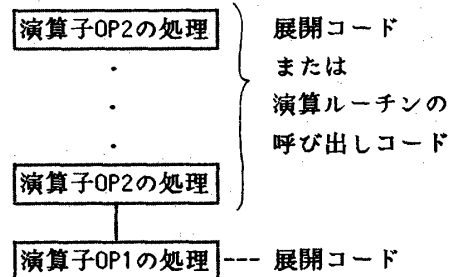 演算子OP2の処理
展開コード
または
演算ルーチンの
呼び出しコード
演算子OP2の処理
演算子OP1の処理 --- 展開コード